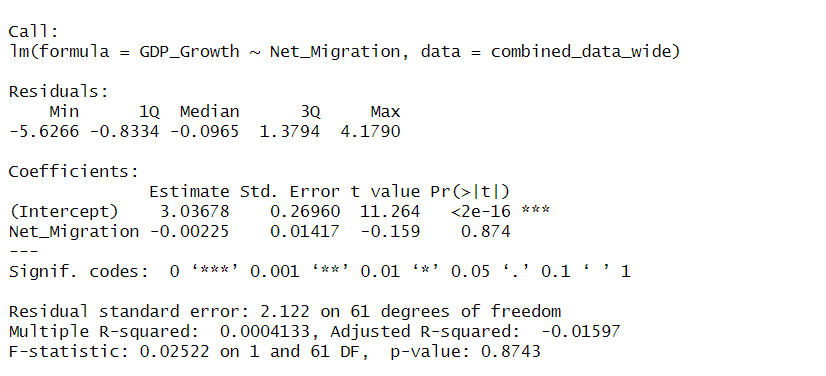 Call:
lm(formula = GDP_Growth ~ Net_Migration, data = combined_data_wide)
Residuals:
    Min      1Q  Median      3Q     Max
-5.6266 -0.8334 -0.0965  1.3794  4.1790
Coefficients:
              Estimate Std. Error t value Pr(>|t|)
(Intercept)    3.03678    0.26960  11.264   <2e-16 ***
Net_Migration -0.00225    0.01417  -0.159    0.874
---
Signif. codes:  0 ‘***’ 0.001 ‘**’ 0.01 ‘*’ 0.05 ‘.’ 0.1 ‘ ’ 1
Residual standard error: 2.122 on 61 degrees of freedom
Multiple R-squared:  0.0004133, Adjusted R-squared:  -0.01597
F-statistic: 0.02522 on 1 and 61 DF,  p-value: 0.8743